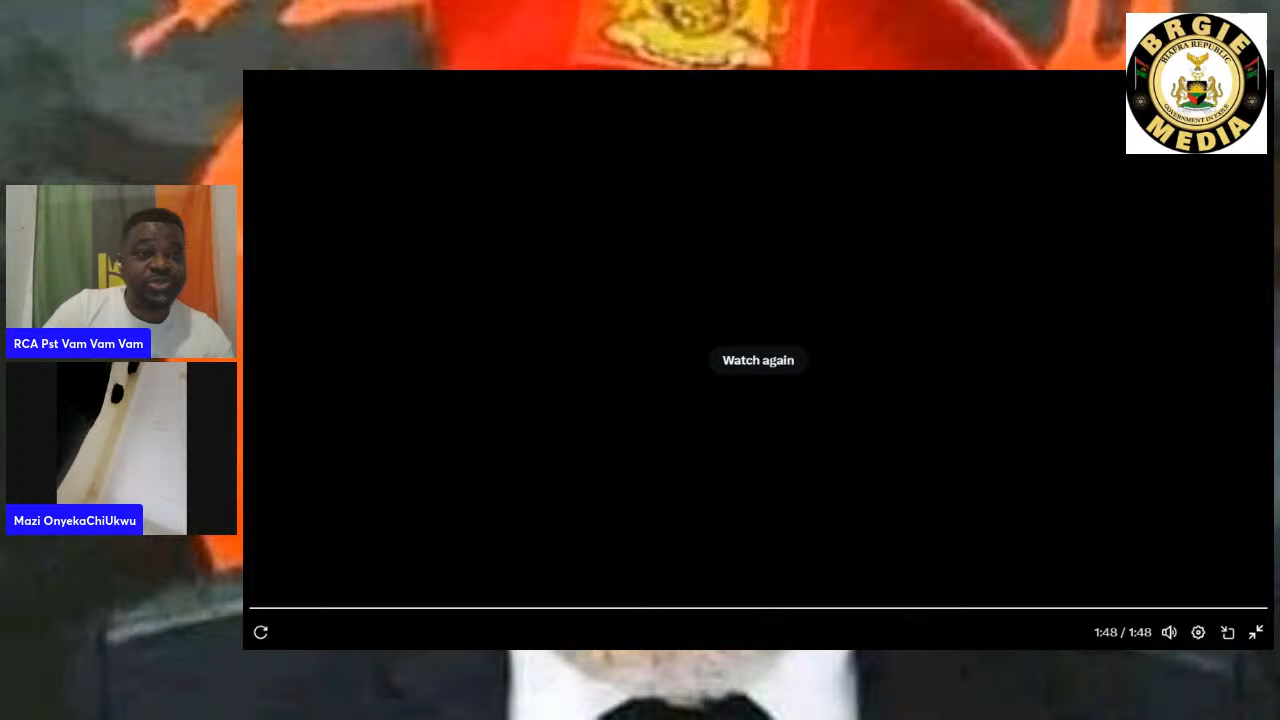 BRGIE
BIAFRA REPUBLIC
GOVERNMENT IN EXILE
MEDIA
RCA Pst Vam Vam Vam
Watch again
Mazi OnyekaChiUkwu
1:48 / 1:48